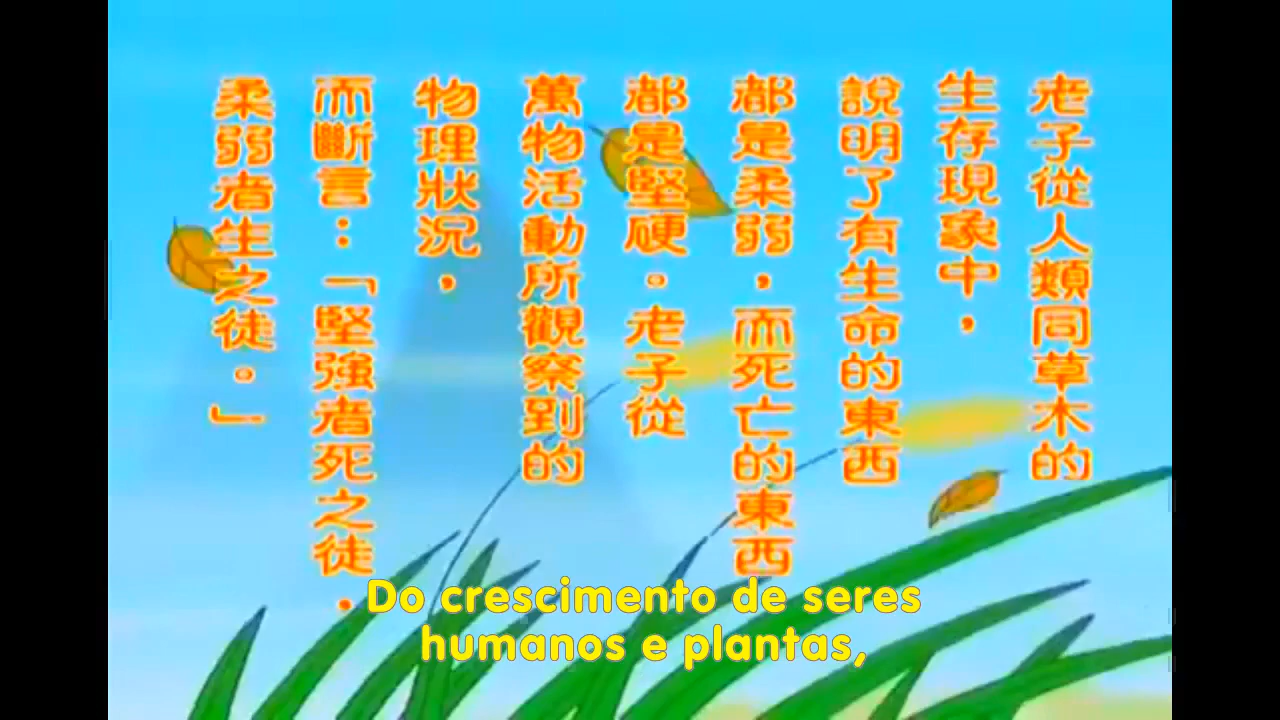 老子從人類同草木的
生存現象中，
說明了有生命的東西
都是柔弱，而死亡的東西
都是堅硬。老子從
萬物活動所觀察到的
物理狀況，
而斷言：「堅強者死之徒，
柔弱者生之徒。」
Do crescimento de seres
humanos e plantas,